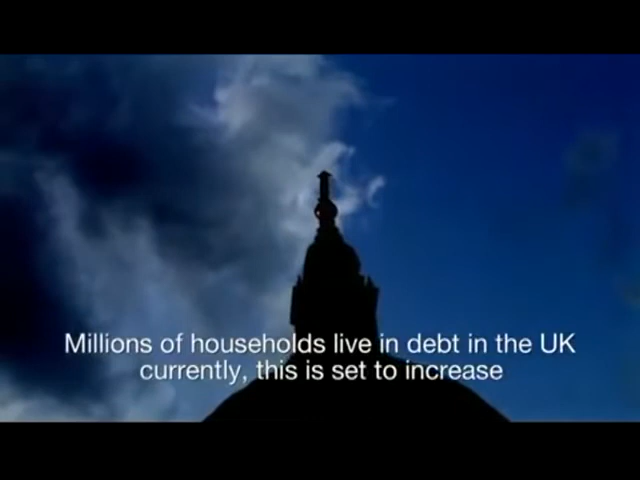 Millions of households live in debt in the UK
currently, this is set to increase